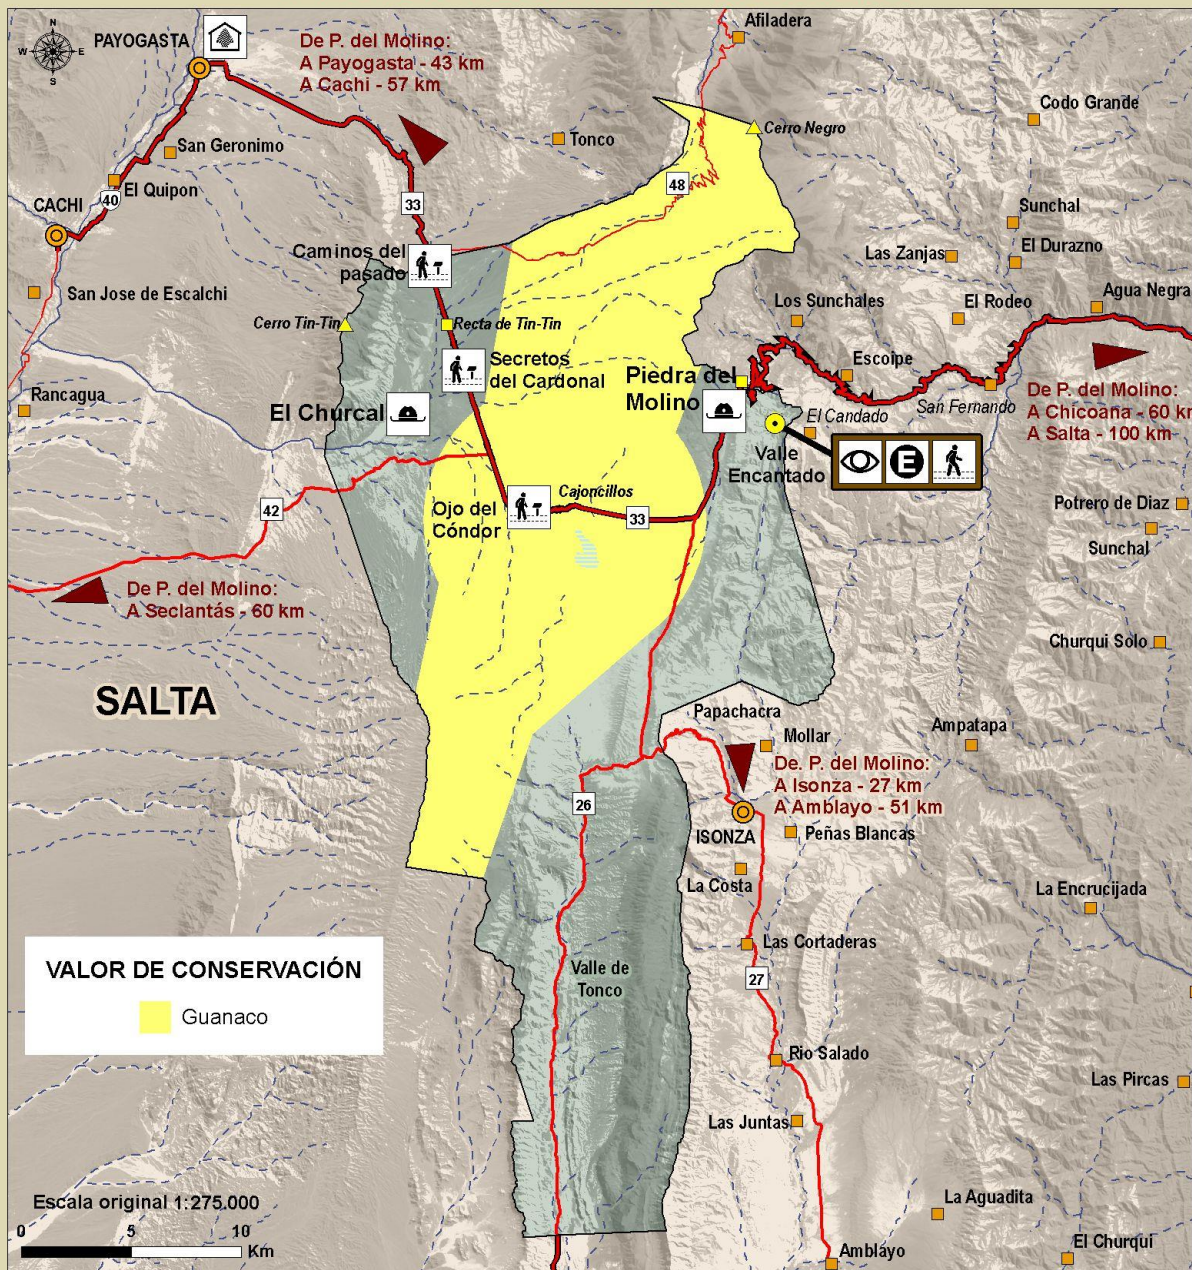 N
W
E
S
PAYOGASTA
De P. del Molino:
A Payogasta - 43 km
A Cachi - 57 km
Afiladera
Codo Grande
Cerro Negro
Tonco
San Geronimo
El Quipon
40
CACHI
33
48
Sunchal
El Durazno
Las Zanjas
Caminos del
pasado
San Jose de Escalchi
Los Sunchales
El Rodeo
Agua Negra
Cerro Tin-Tin
Recta de Tin-Tin
Secretos
del Cardonal
Escoipe
Piedra del
Molino
San Fernando
De P. del Molino:
A Chicoana - 60 km
A Salta - 100 km
Rancagua
El Churcal
El Candado
Valle
Encantado
E
Ojo del
Cóndor
Cajoncillos
33
42
Potrero de Diaz
Sunchal
De P. del Molino:
A Seclantás - 60 km
Churqui Solo
SALTA
Papachacra
Mollar
Ampatapa
De. P. del Molino:
A Isonza - 27 km
A Amblayo - 51 km
26
ISONZA
Peñas Blancas
La Costa
La Encrucijada
Las Cortaderas
VALOR DE CONSERVACIÓN
Guanaco
Valle de
Tonco
27
Rio Salado
Las Pircas
Las Juntas
Escala original 1:275.000
0
5
10
Km
La Aguadita
El Churqui
Amblayo